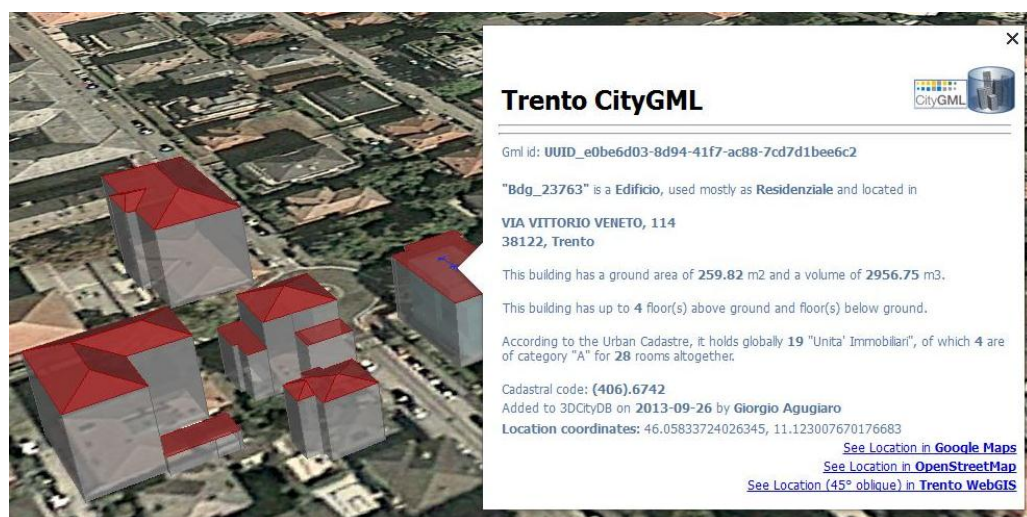 Trento CityGML
CityGML
Gml id: UUID_e0be6d03-8d94-41f7-ac88-7cd7d1bee6c2
"Bdg_23763" is a Edificio, used mostly as Residenziale and located in
VIA VITTORIO VENETO, 114
38122, Trento
This building has a ground area of 259.82 m2 and a volume of 2956.75 m3.
This building has up to 4 floor(s) above ground and floor(s) below ground.
According to the Urban Cadastre, it holds globally 19 "Unita' Immobiliari", of which 4 are
of category "A" for 28 rooms altogether.
Cadastral code: (406).6742
Added to 3DCityDB on 2013-09-26 by Giorgio Agugiaro
Location coordinates: 46.05833724026345, 11.123007670176683
See Location in Google Maps
See Location in OpenStreetMap
See Location (45° oblique) in Trento WebGIS